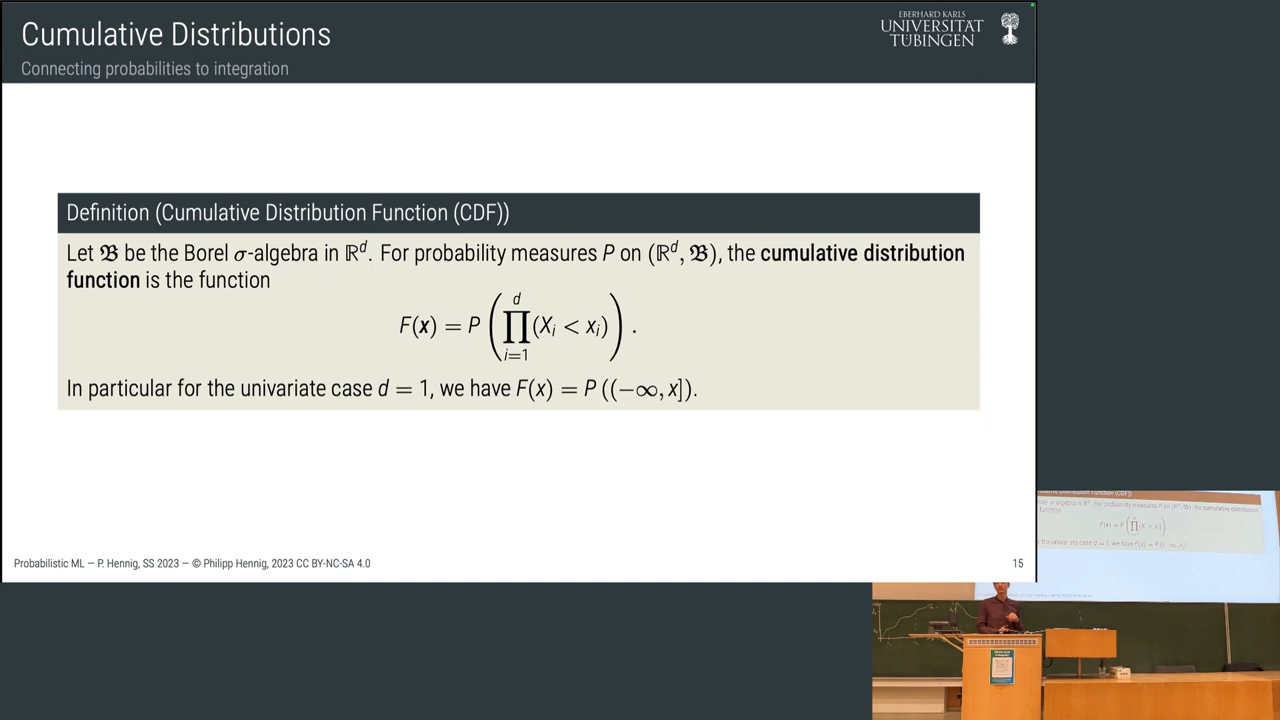 Cumulative Distributions
Connecting probabilities to integration
EBERHARD KARLS
UNIVERSITÄT
TÜBINGEN
Definition (Cumulative Distribution Function (CDF))
Let 𝔅 be the Borel σ-algebra in ℝ^d. For probability measures P on (ℝ^d, 𝔅), the cumulative distribution
function is the function
F(x) = P ( ∏_{i=1}^{d} (X_i < x_i) ) .
In particular for the univariate case d = 1, we have F(x) = P ((−∞, x]).
Probabilistic ML — P. Hennig, SS 2023 — © Philipp Hennig, 2023 CC BY-NC-SA 4.0
15